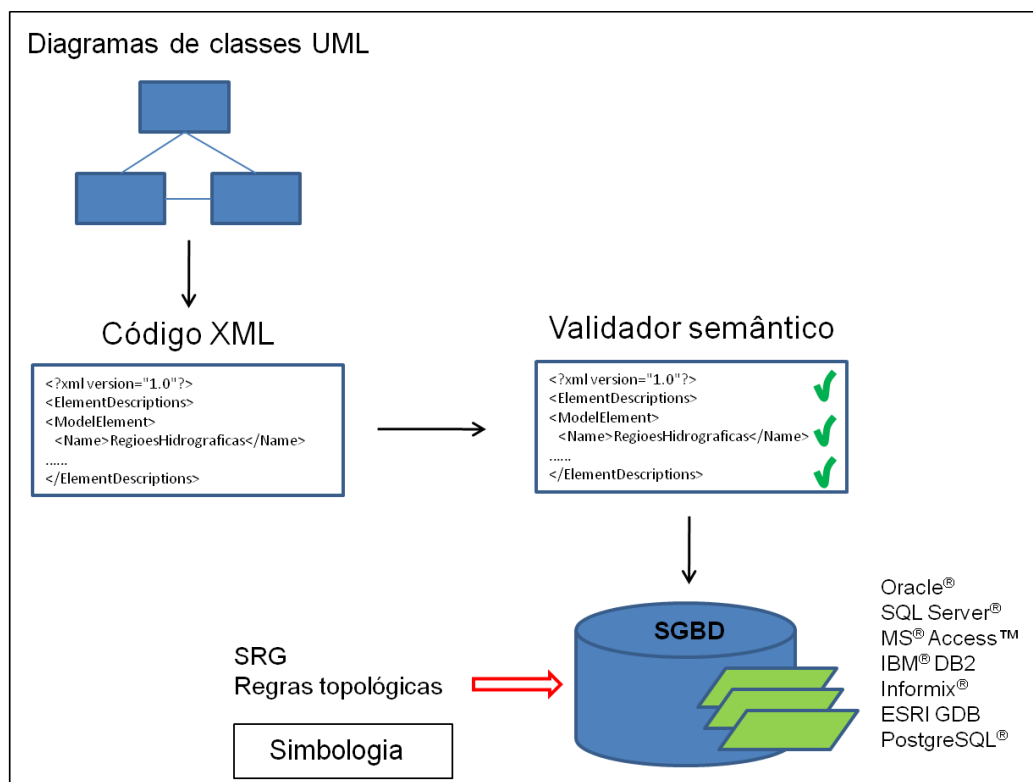 Diagramas de classes UML
Código XML
<?xml version="1.0"?>
<ElementDescriptions>
<ModelElement>
<Name>RegioesHidrograficas</Name>
......
</ElementDescriptions>
Validador semântico
<?xml version="1.0"?>
<ElementDescriptions>
<ModelElement>
<Name>RegioesHidrograficas</Name>
......
</ElementDescriptions>
SRG
Regras topológicas
Simbologia
SGBD
Oracle®
SQL Server®
MS® Access™
IBM® DB2
Informix®
ESRI GDB
PostgreSQL®